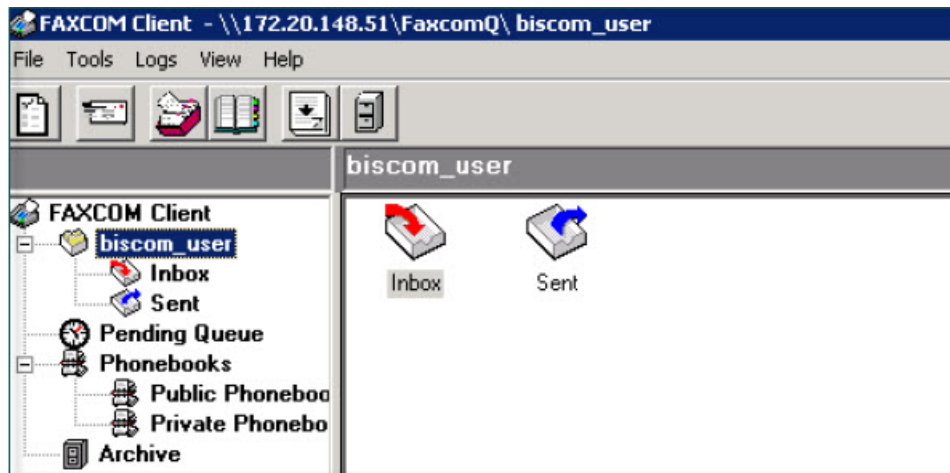 FAXCOM Client - \\172.20.148.51\FaxcomQ\ biscom_user
File Tools Logs View Help
biscom_user
FAXCOM Client
biscom_user
Inbox
Sent
Pending Queue
Phonebooks
Public Phoneboo
Private Phonebo
Archive
Inbox Sent